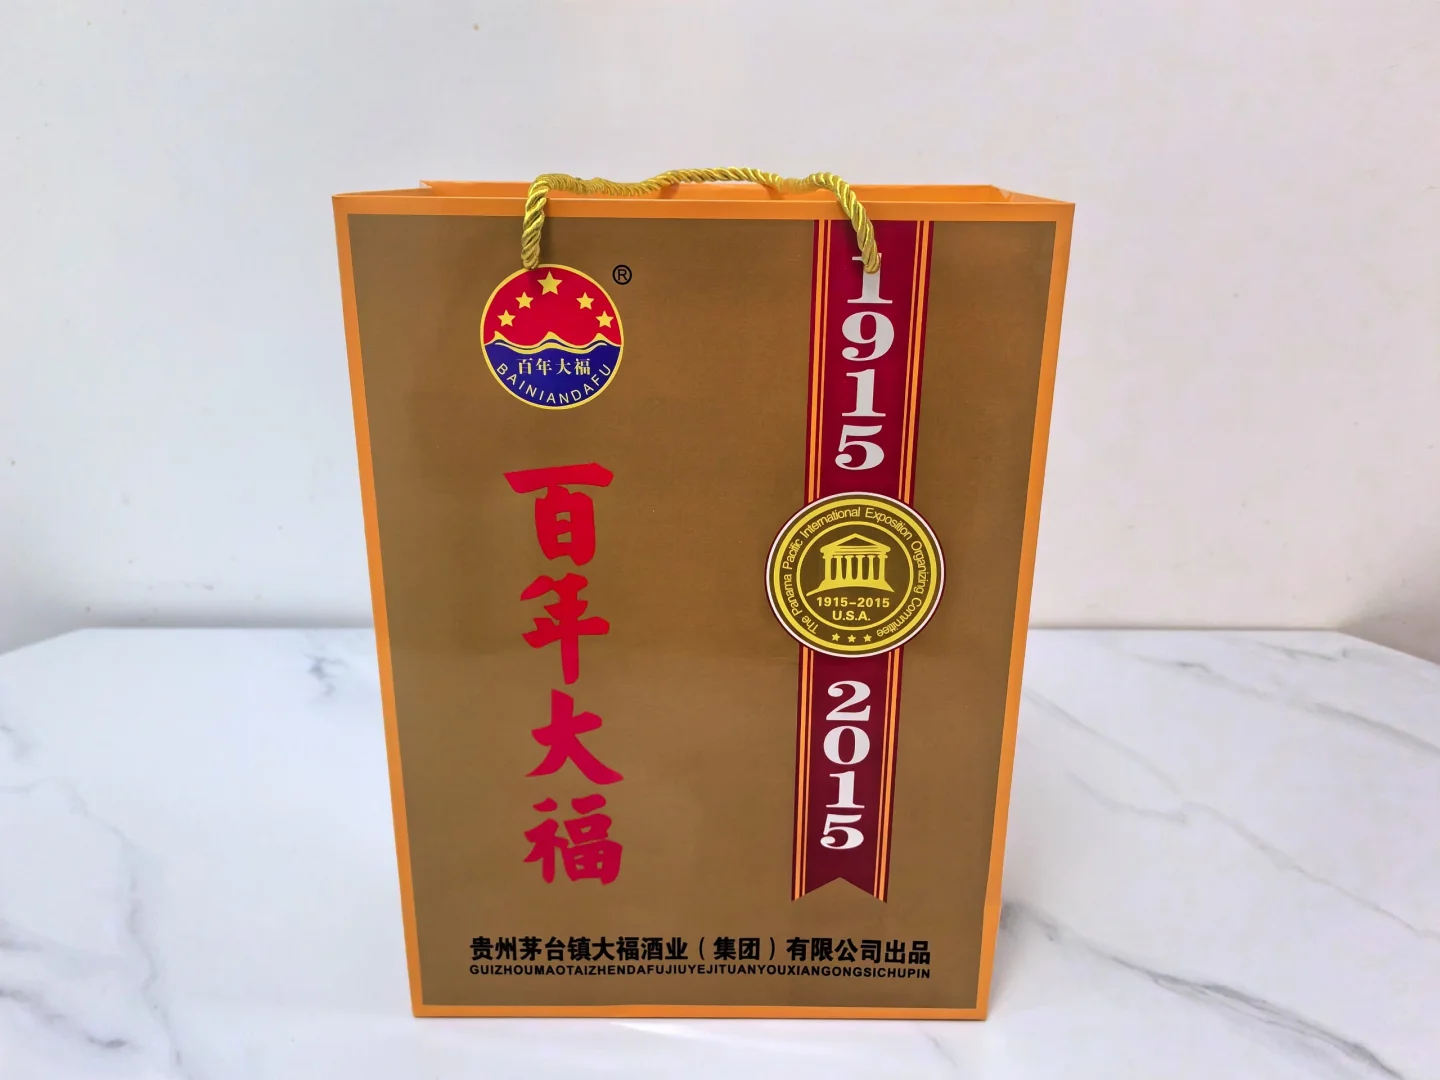 ®
百年大福
BAINIANDAFU
百年大福
1915
The Panama Pacific International Exposition Organizing Committee
1915-2015
U.S.A.
2015
贵州茅台镇大福酒业（集团）有限公司出品
GUIZHOUMAOTAIZHENDAFUJIUYEJITUANYOUXIANGONGSICHUPIN